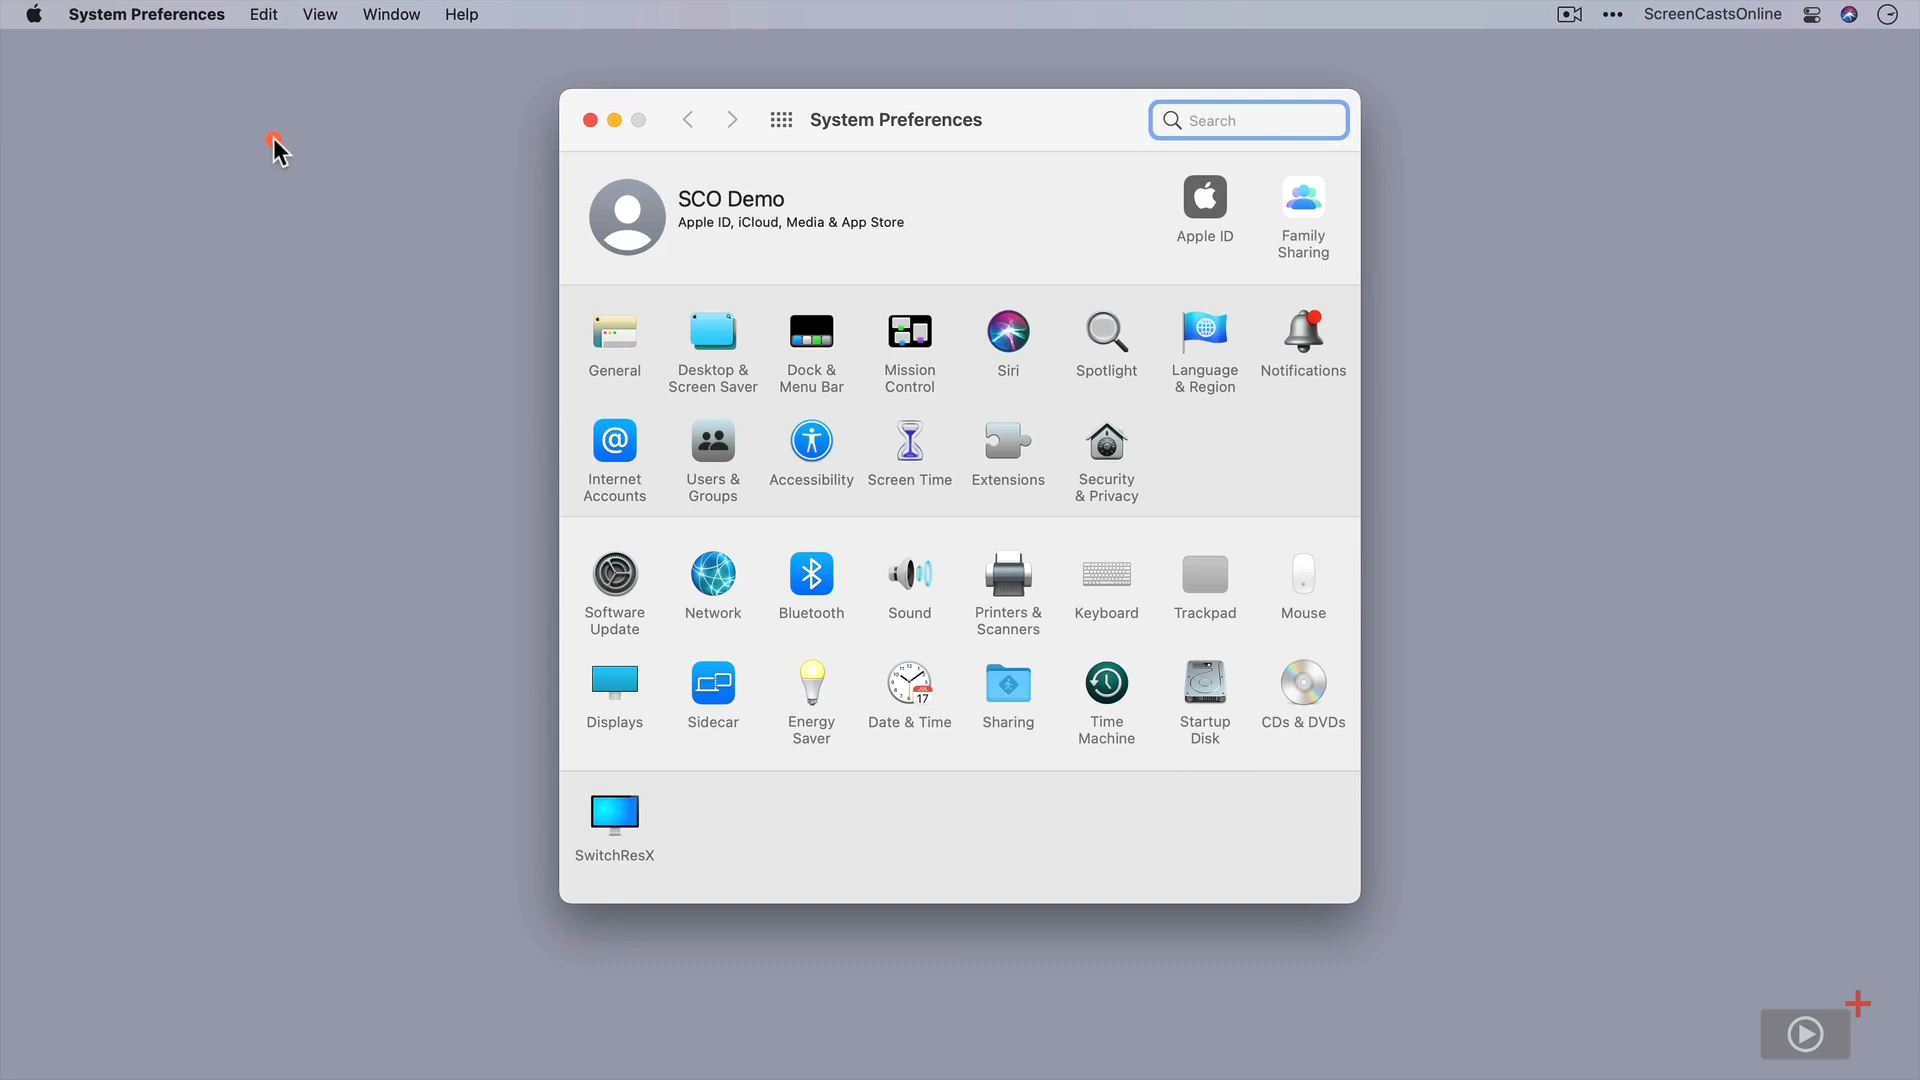 System Preferences Edit View Window Help ScreenCastsOnline
System Preferences Search
SCO Demo
Apple ID, iCloud, Media & App Store
Apple ID
Family
Sharing
General
Desktop &
Screen Saver
Dock &
Menu Bar
Mission
Control
Siri
Spotlight
Language
& Region
Notifications
Internet
Accounts
Users &
Groups
Accessibility
Screen Time
Extensions
Security
& Privacy
Software
Update
Network
Bluetooth
Sound
Printers &
Scanners
Keyboard
Trackpad
Mouse
Displays
Sidecar
Energy
Saver
Date & Time
Sharing
Time
Machine
Startup
Disk
CDs & DVDs
SwitchResX